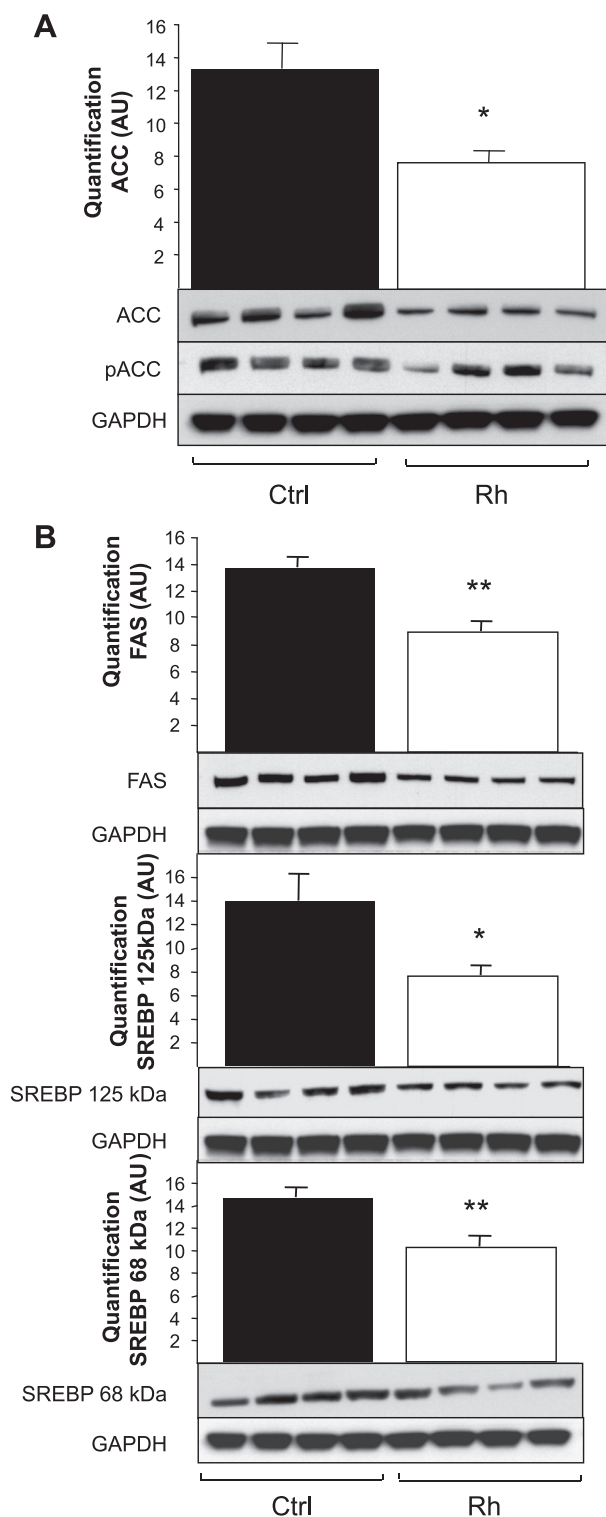 A
Quantification
ACC (AU)
16
14
12
10
8
6
4
2
*
ACC
pACC
GAPDH
Ctrl
Rh
B
Quantification
FAS (AU)
16
14
12
10
8
6
4
2
**
FAS
GAPDH
Quantification
SREBP 125kDa (AU)
16
14
12
10
8
6
4
2
*
SREBP 125 kDa
GAPDH
Quantification
SREBP 68 kDa (AU)
16
14
12
10
8
6
4
2
**
SREBP 68 kDa
GAPDH
Ctrl
Rh